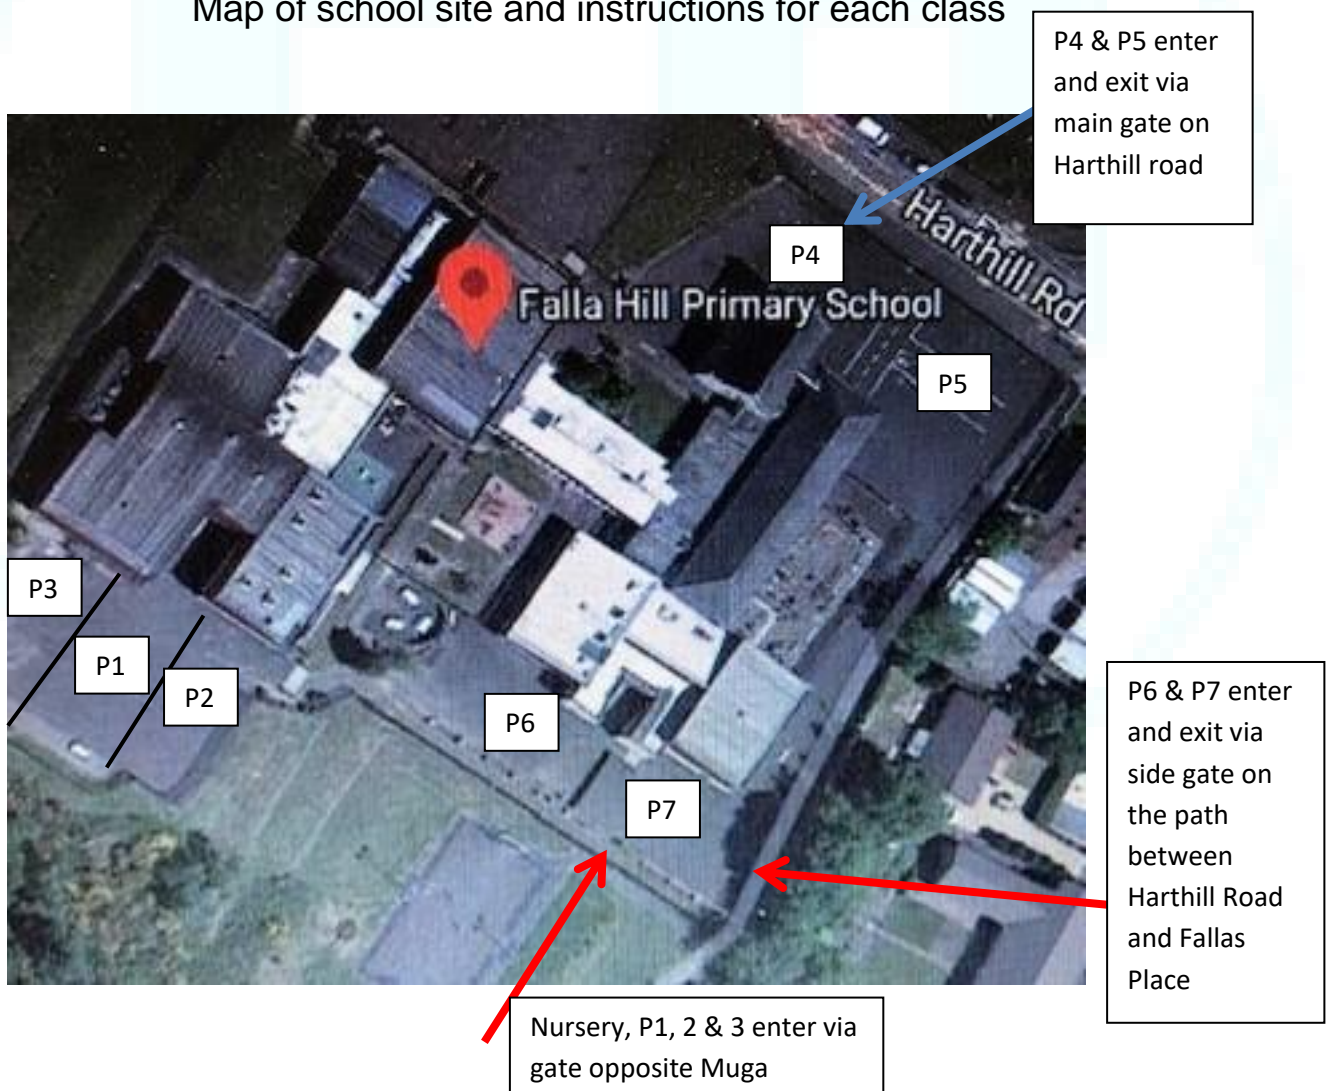 Map of school site and instructions for each class
P4 & P5 enter
and exit via
main gate on
Harthill road
Harthill Rd
P4
Falla Hill Primary School
P5
P3
P1
P2
P6
P7
P6 & P7 enter
and exit via
side gate on
the path
between
Harthill Road
and Fallas
Place
Nursery, P1, 2 & 3 enter via
gate opposite Muga